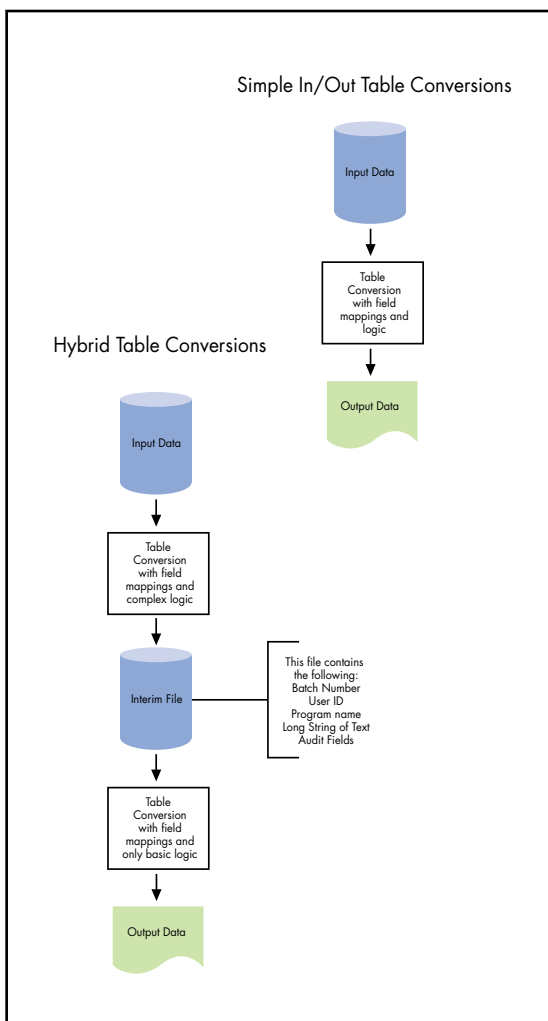 Simple In/Out Table Conversions
Input Data
Table
Conversion
with field
mappings and
logic
Output Data
Hybrid Table Conversions
Input Data
Table
Conversion
with field
mappings and
complex logic
Interim File
This file contains
the following:
Batch Number
User ID
Program name
Long String of Text
Audit Fields
Table
Conversion
with field
mappings and
only basic logic
Output Data